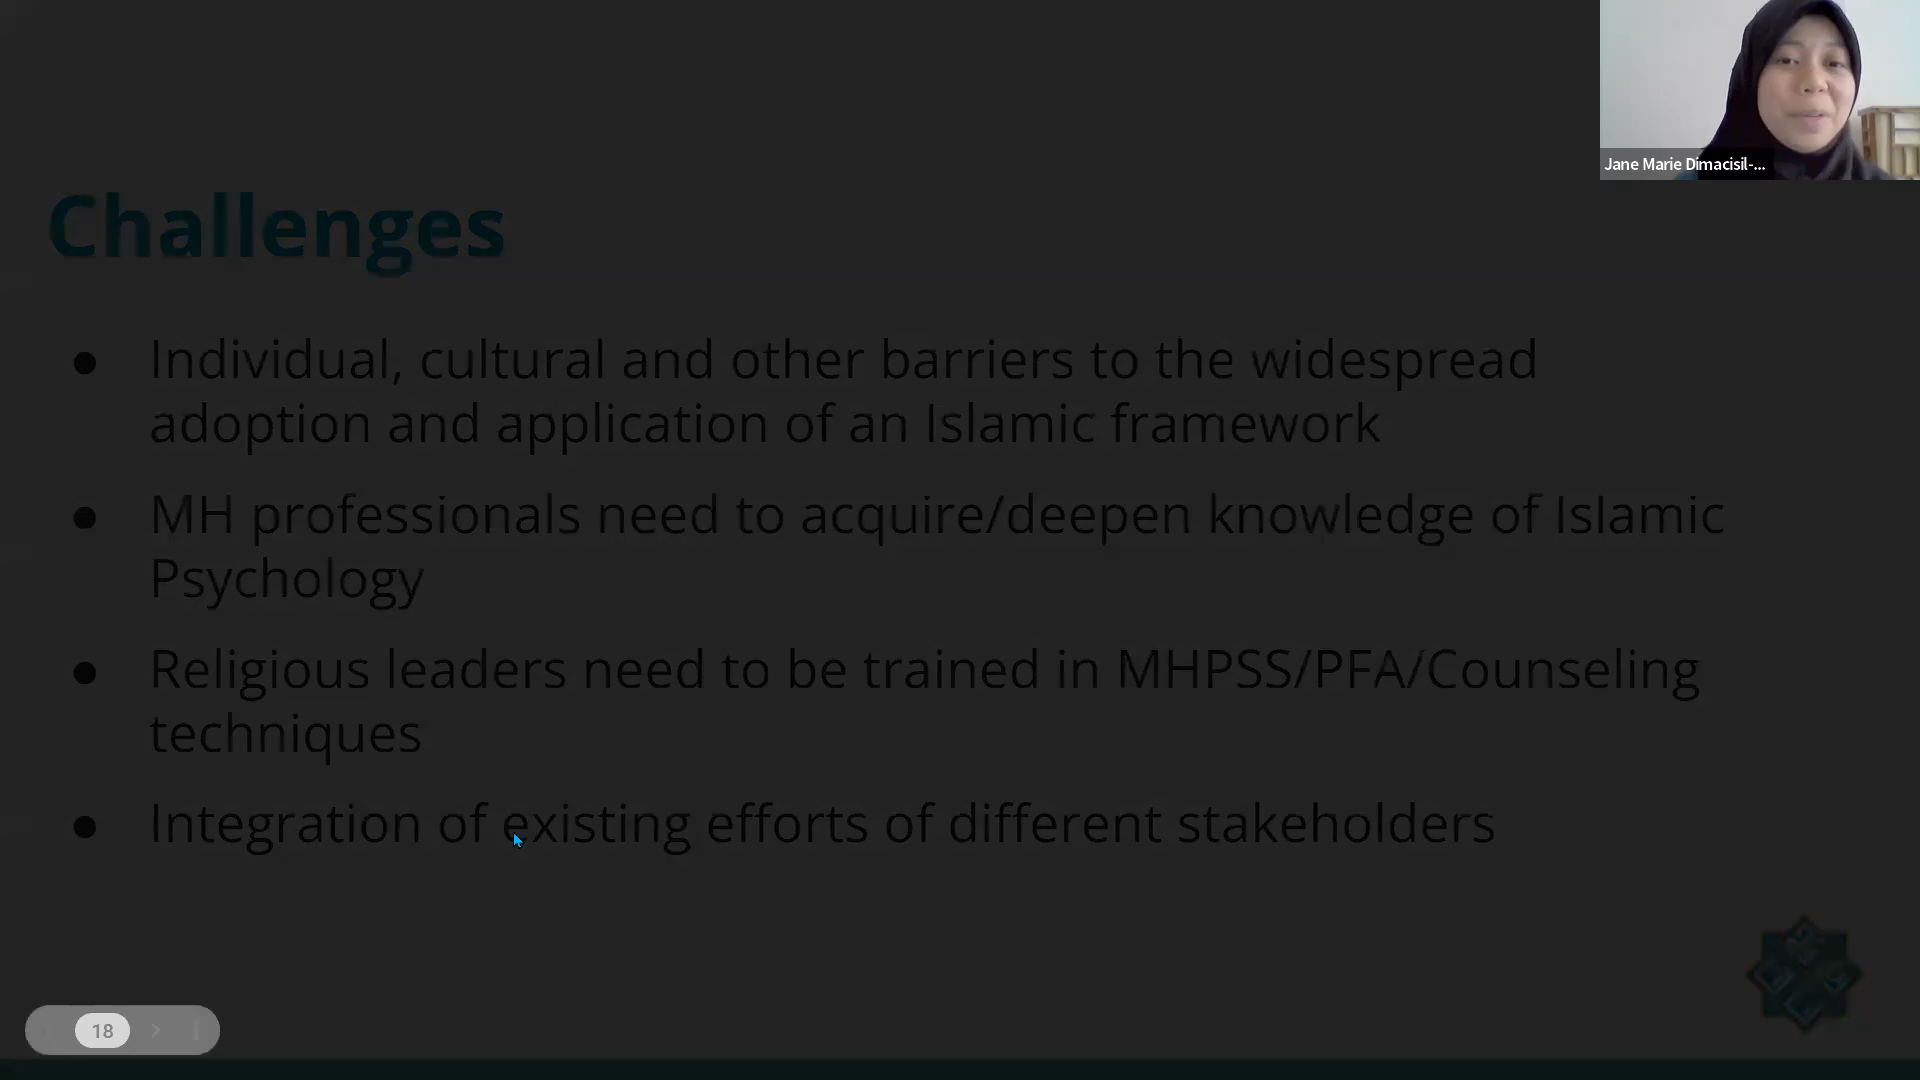 Jane Marie Dimacisil-...
Challenges
● Individual, cultural and other barriers to the widespread
adoption and application of an Islamic framework
● MH professionals need to acquire/deepen knowledge of Islamic
Psychology
● Religious leaders need to be trained in MHPSS/PFA/Counseling
techniques
● Integration of existing efforts of different stakeholders
18